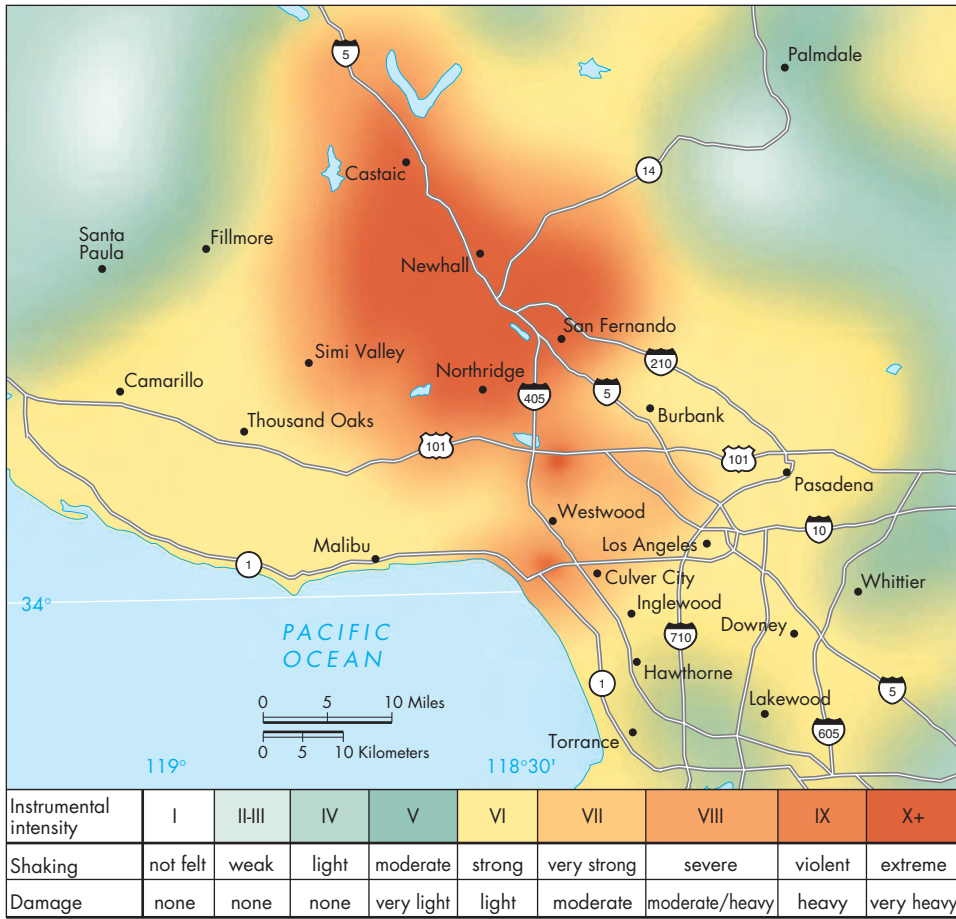 5
Palmdale
14
Castaic
Santa
Paula
Fillmore
Newhall
San Fernando
210
Simi Valley
Northridge
405
5
Camarillo
Burbank
Thousand Oaks
101
101
Pasadena
Westwood
10
Los Angeles
Malibu
1
Culver City
Whittier
34°
Inglewood
PACIFIC
OCEAN
710
Downey
Hawthorne
1
5
0 5 10 Miles
Lakewood
605
0 5 10 Kilometers
Torrance
119°
118°30'
Instrumental
intensity I II-III IV V VI VII VIII IX X+
Shaking not felt weak light moderate strong very strong severe violent extreme
Damage none none none very light light moderate moderate/heavy heavy very heavy